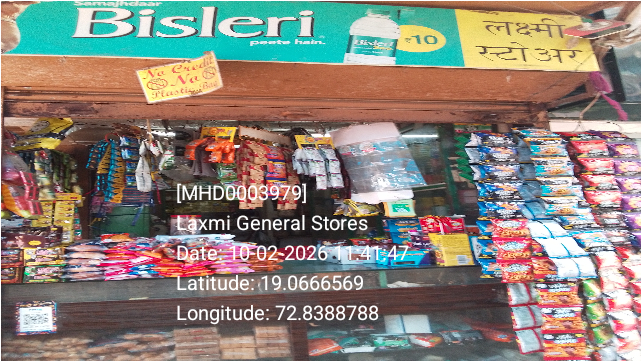 Samajhdaar
Bisleri
peete hain.
Bisleri
₹10
लक्ष्मी
स्टोअर
No Credit
No
Plastic Bag
[MHD0003979]
Laxmi General Stores
Date: 10-02-2026 11:41:47
Latitude: 19.0666569
Longitude: 72.8388788